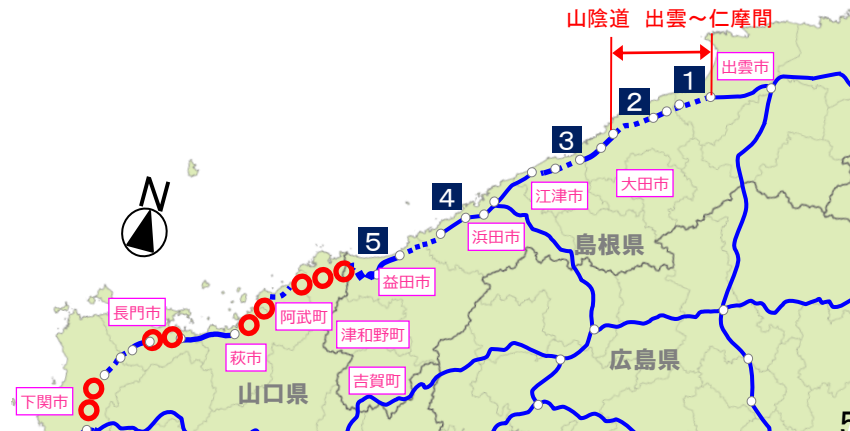 山陰道 出雲~仁摩間
出雲市
1
2
3
大田市
江津市
4
浜田市
N
5
島根県
益田市
長門市
阿武町
津和野町
萩市
広島県
吉賀町
山口県
下関市